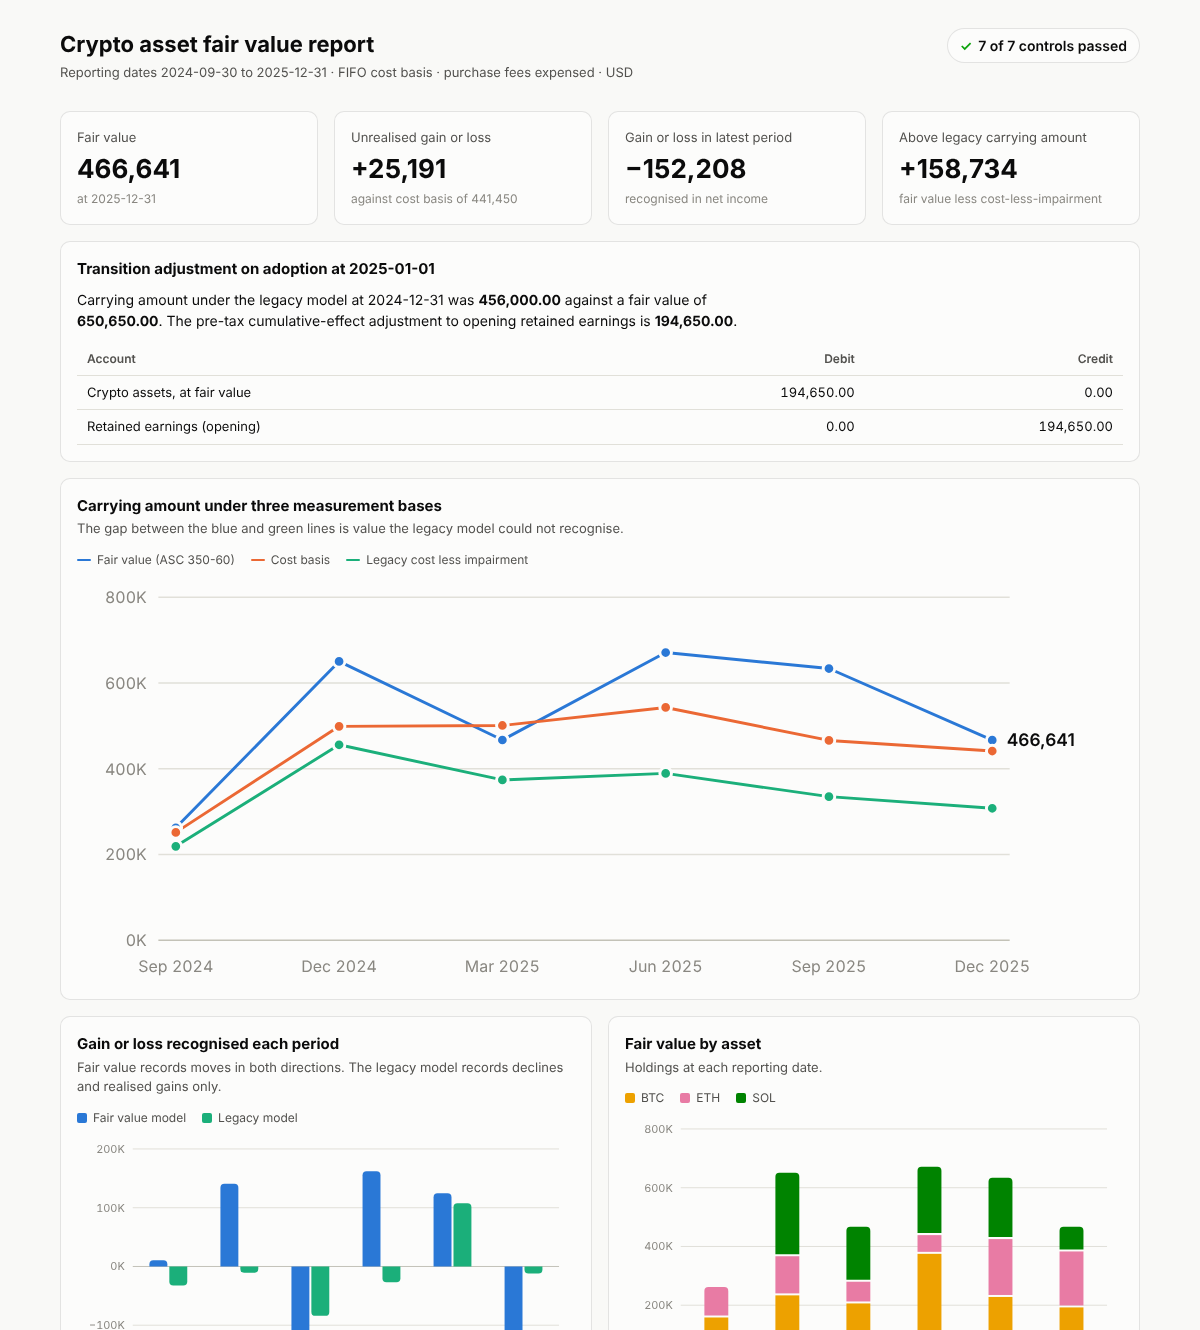 Crypto asset fair value report
✓ 7 of 7 controls passed
Reporting dates 2024-09-30 to 2025-12-31 · FIFO cost basis · purchase fees expensed · USD
Fair value
466,641
at 2025-12-31
Unrealised gain or loss
+25,191
against cost basis of 441,450
Gain or loss in latest period
−152,208
recognised in net income
Above legacy carrying amount
+158,734
fair value less cost-less-impairment
Transition adjustment on adoption at 2025-01-01
Carrying amount under the legacy model at 2024-12-31 was 456,000.00 against a fair value of
650,650.00. The pre-tax cumulative-effect adjustment to opening retained earnings is 194,650.00.
Account Debit Credit
Crypto assets, at fair value 194,650.00 0.00
Retained earnings (opening) 0.00 194,650.00
Carrying amount under three measurement bases
The gap between the blue and green lines is value the legacy model could not recognise.
Fair value (ASC 350-60) Cost basis Legacy cost less impairment
800K
600K
400K
200K
0K
466,641
Sep 2024 Dec 2024 Mar 2025 Jun 2025 Sep 2025 Dec 2025
Gain or loss recognised each period
Fair value records moves in both directions. The legacy model records declines
and realised gains only.
Fair value model Legacy model
200K
100K
0K
−100K
Fair value by asset
Holdings at each reporting date.
BTC ETH SOL
800K
600K
400K
200K